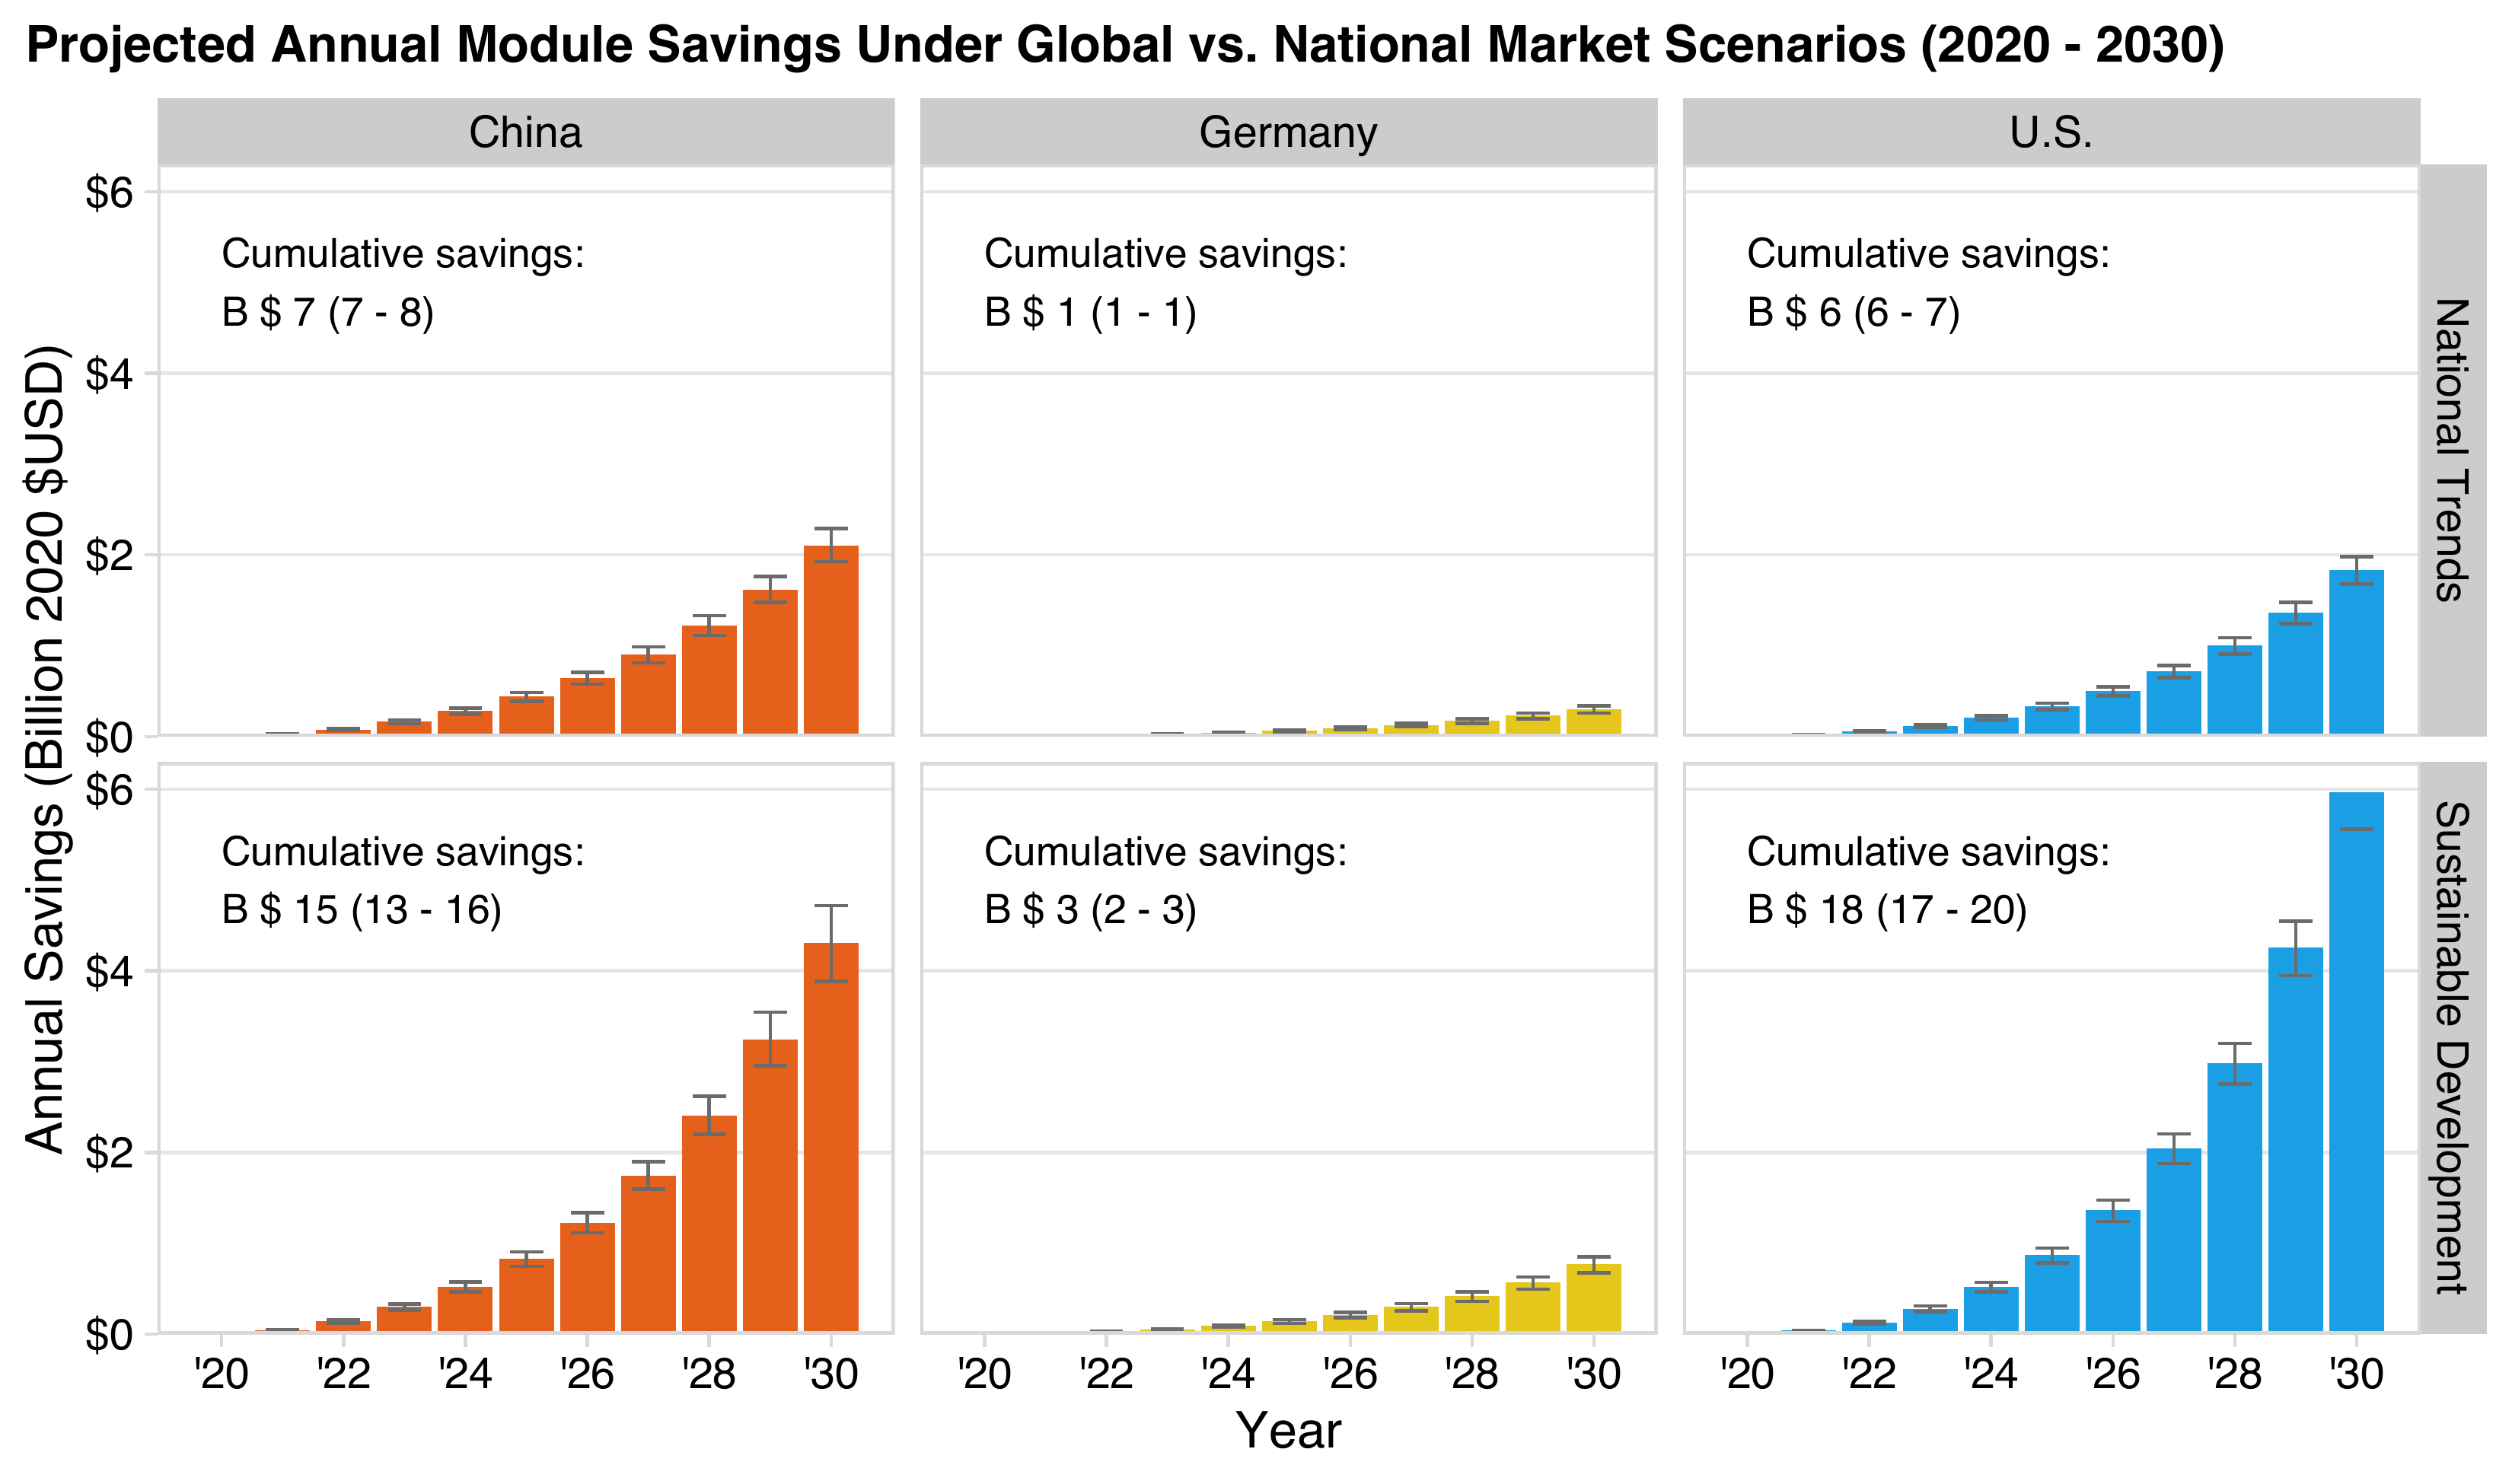 Projected Annual Module Savings Under Global vs. National Market Scenarios (2020 - 2030)
China
Germany
U.S.
National Trends
Sustainable Development
Annual Savings (Billion 2020 $USD)
$6
$4
$2
$0
Cumulative savings:
B $ 7 (7 - 8)
Cumulative savings:
B $ 1 (1 - 1)
Cumulative savings:
B $ 6 (6 - 7)
$6
$4
$2
$0
Cumulative savings:
B $ 15 (13 - 16)
Cumulative savings:
B $ 3 (2 - 3)
Cumulative savings:
B $ 18 (17 - 20)
'20 '22 '24 '26 '28 '30
'20 '22 '24 '26 '28 '30
'20 '22 '24 '26 '28 '30
Year